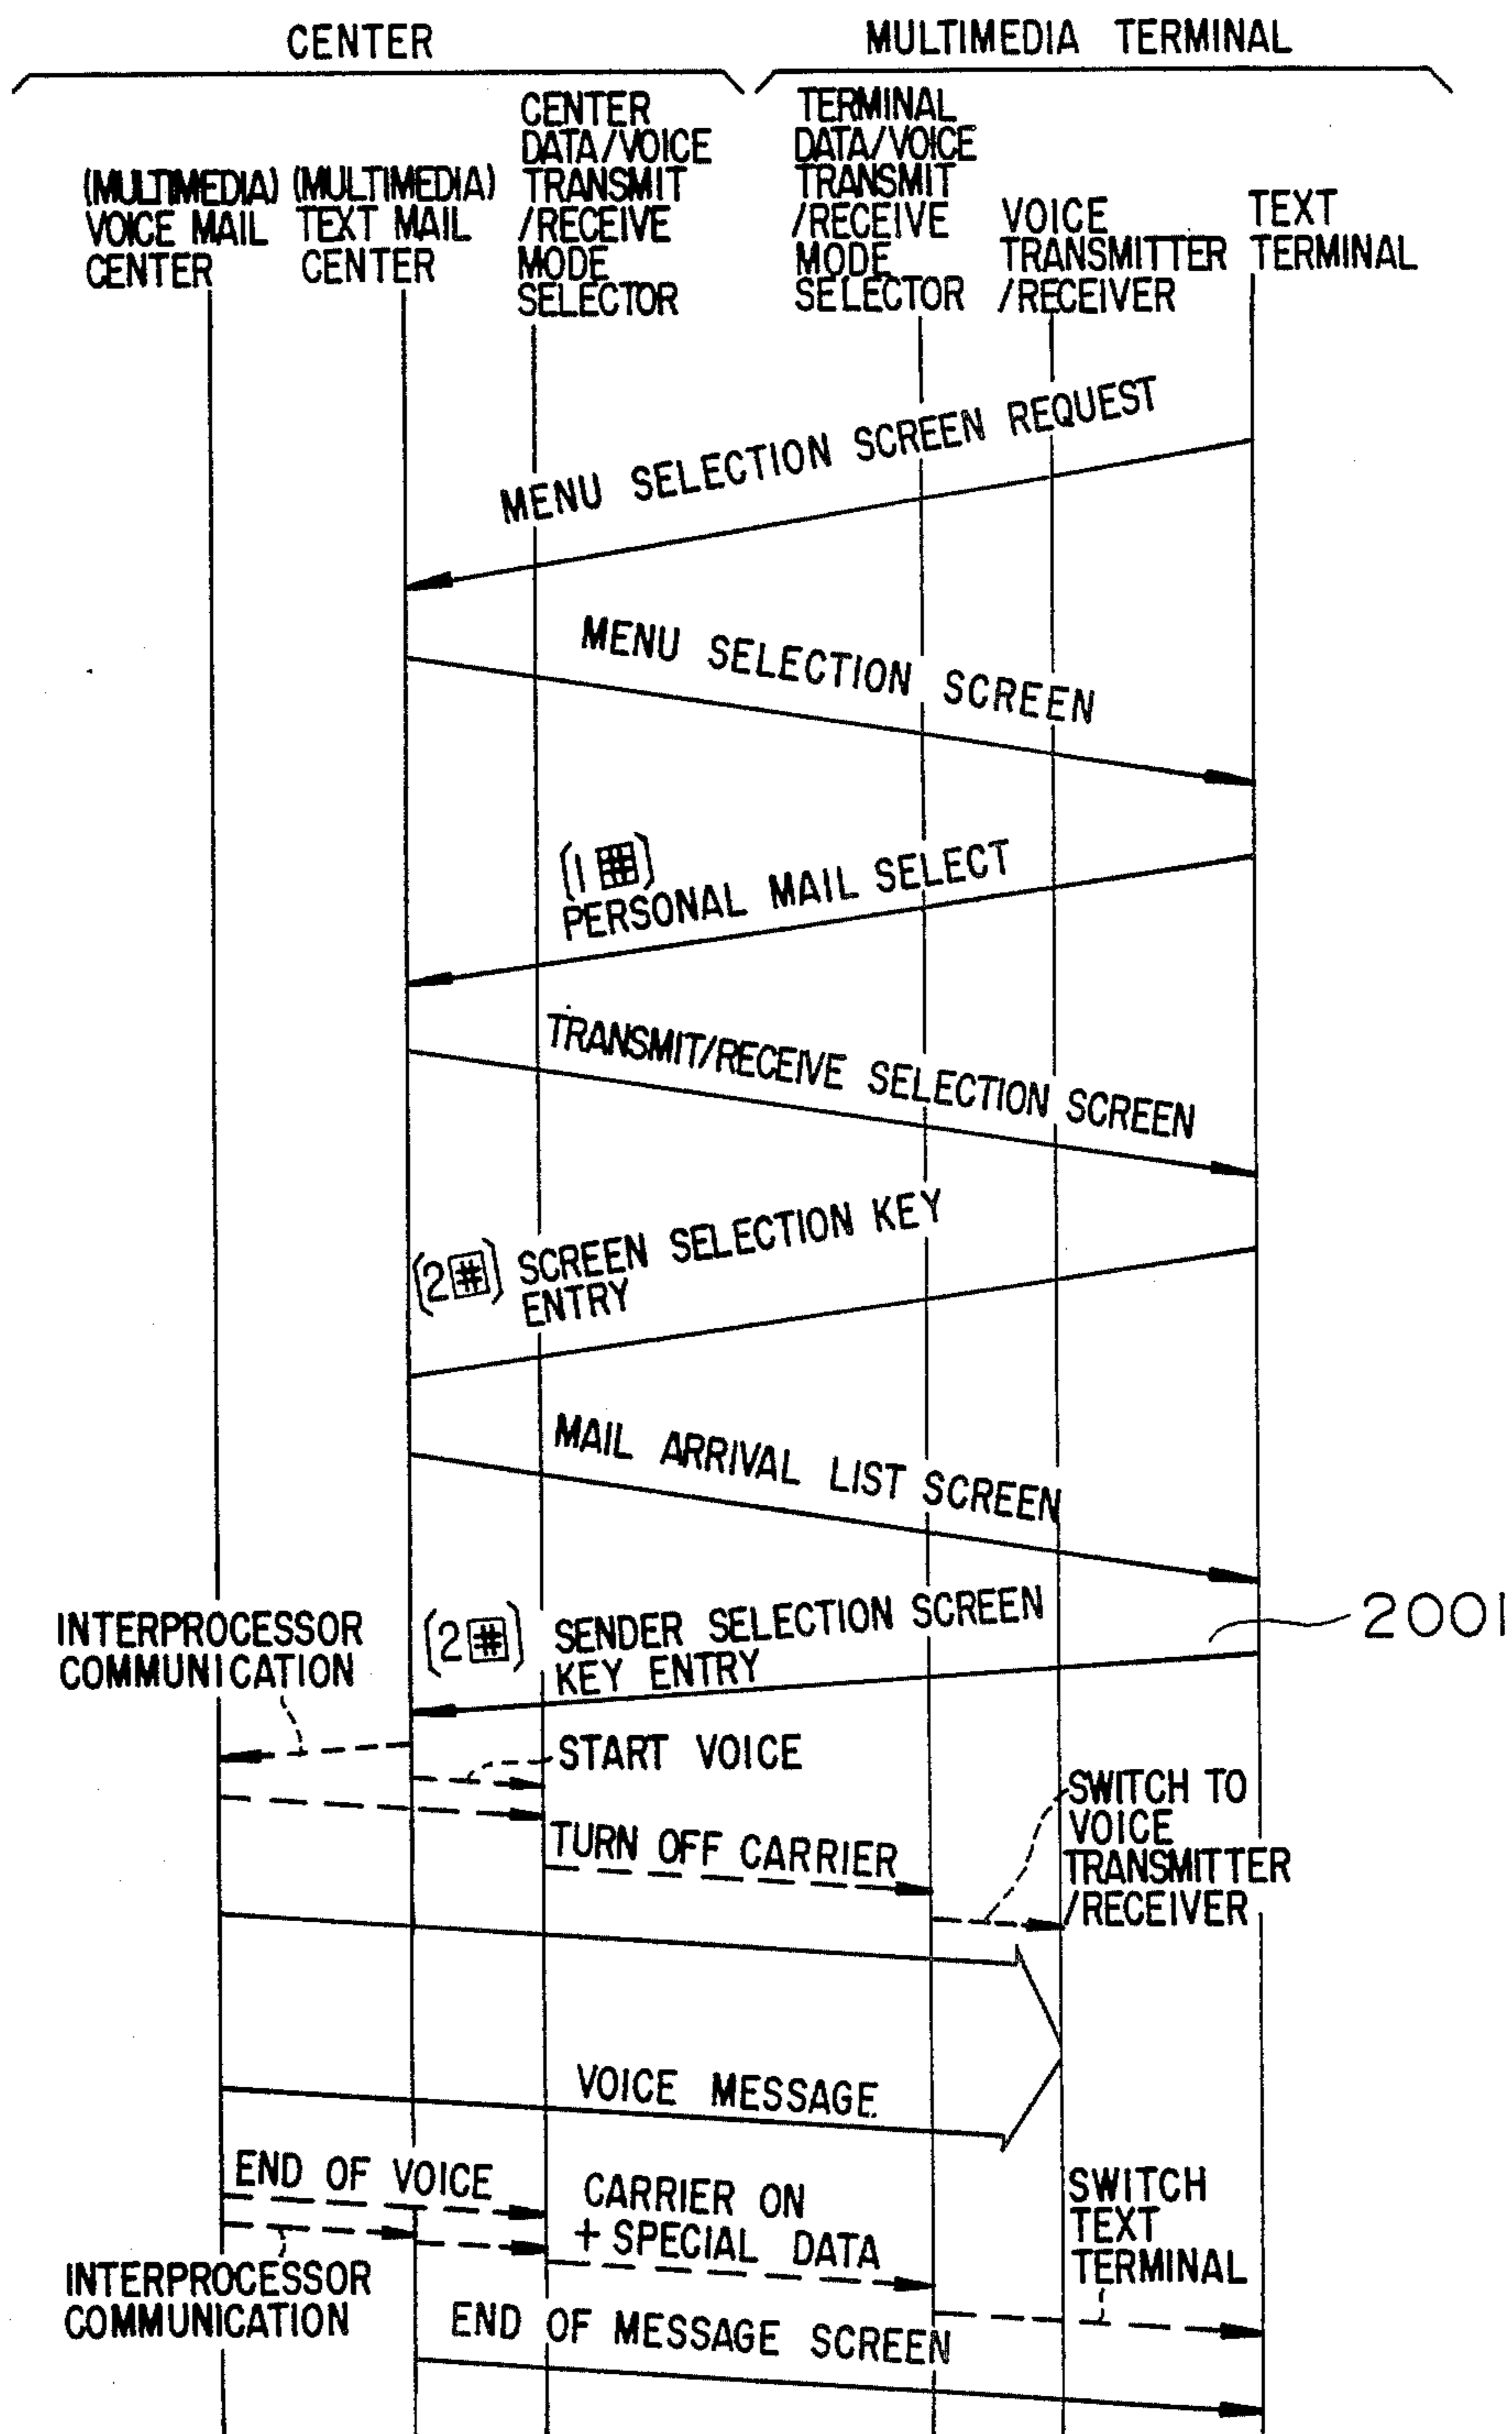 CENTER
MULTIMEDIA TERMINAL
(MULTIMEDIA)
VOICE MAIL
CENTER
(MULTIMEDIA)
TEXT MAIL
CENTER
CENTER
DATA/VOICE
TRANSMIT
/RECEIVE
MODE
SELECTOR
TERMINAL
DATA/VOICE
TRANSMIT
/RECEIVE
MODE
SELECTOR
VOICE
TRANSMITTER
/RECEIVER
TEXT
TERMINAL
MENU SELECTION SCREEN REQUEST
MENU SELECTION SCREEN
(1 #)
PERSONAL MAIL SELECT
TRANSMIT/RECEIVE SELECTION SCREEN
(2 #) SCREEN SELECTION KEY
ENTRY
MAIL ARRIVAL LIST SCREEN
2001
INTERPROCESSOR
COMMUNICATION
(2 #) SENDER SELECTION SCREEN
KEY ENTRY
START VOICE
SWITCH TO
VOICE
TRANSMITTER
/RECEIVER
TURN OFF CARRIER
VOICE MESSAGE
END OF VOICE
CARRIER ON
+ SPECIAL DATA
SWITCH
TEXT
TERMINAL
INTERPROCESSOR
COMMUNICATION
END OF MESSAGE SCREEN